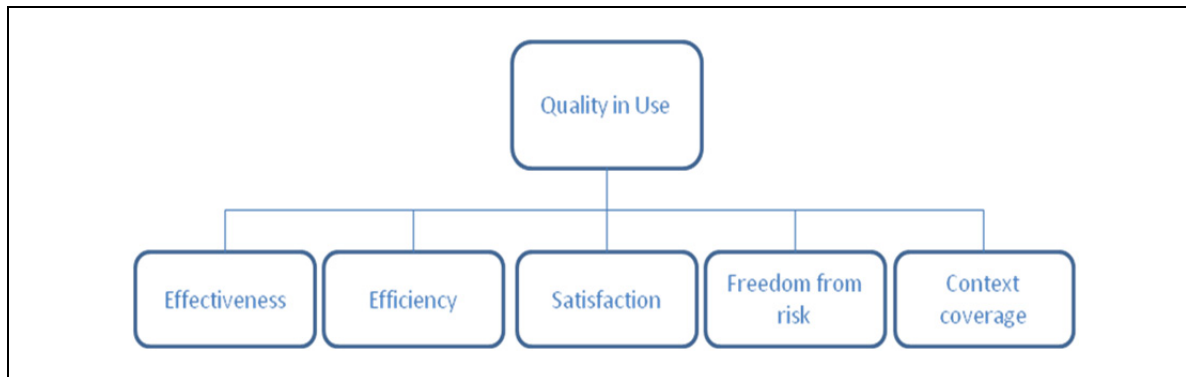 Quality in Use
Effectiveness
Efficiency
Satisfaction
Freedom from
risk
Context
coverage